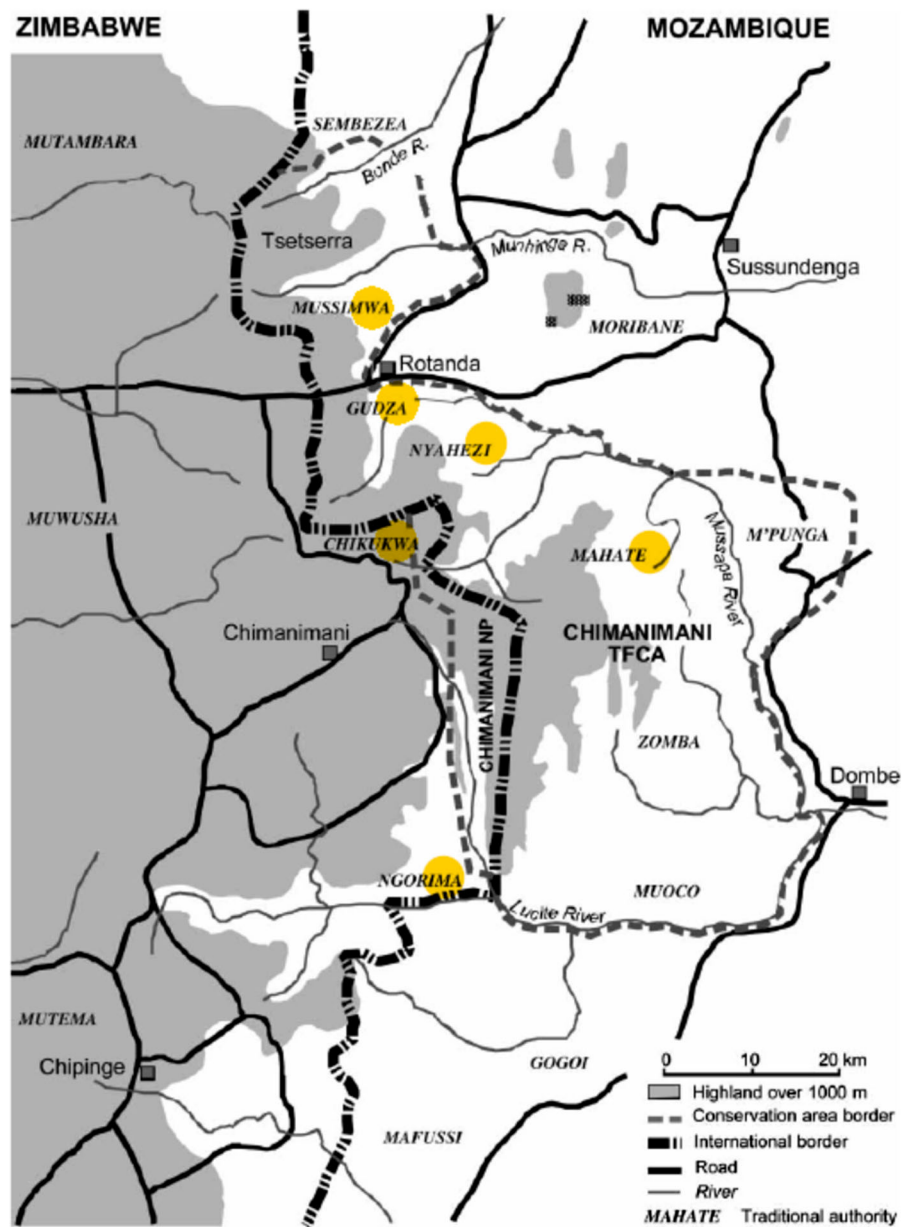 ZIMBABWE
MOZAMBIQUE
SEMBEZEA
MUTAMBARA
Bonde R.
Tsetserra
Munhinga R.
Sussundenga
MUSSIMWA
MORIBANE
Rotanda
GUDZA
NYAHEZI
MUWUSHA
CHIKUKWA
MAHATE
Mussapa River
M'PUNGA
Chimanimani
CHIMANIMANI NP
CHIMANIMANI
TFCA
ZOMBA
Dombe
NGORIMA
MUOCO
Lucite River
MUTEMA
Chipinge
GOGOI
MAFUSSI
0 10 20 km
Highland over 1000 m
Conservation area border
International border
Road
River
MAHATE Traditional authority